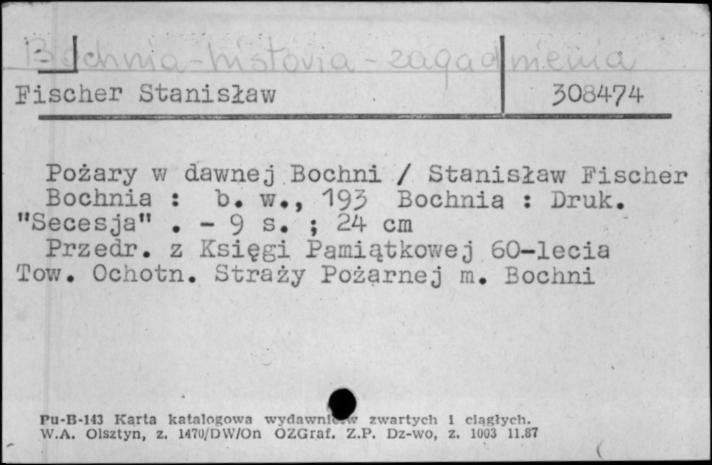 Bochnia - historia - zagadnienia
Fischer Stanisław 308474
Pożary w dawnej Bochni / Stanisław Fischer
Bochnia : b. w., 193 Bochnia : Druk.
"Secesja" . - 9 s. ; 24 cm
Przedr. z Księgi Pamiątkowej 60-lecia
Tow. Ochotn. Straży Pożarnej m. Bochni
Pu-B-143 Karta katalogowa wydawnictw zwartych i ciągłych.
W.A. Olsztyn, z. 1470/DW/On OZGraf. Z.P. Dz-wo, z. 1003 11.87